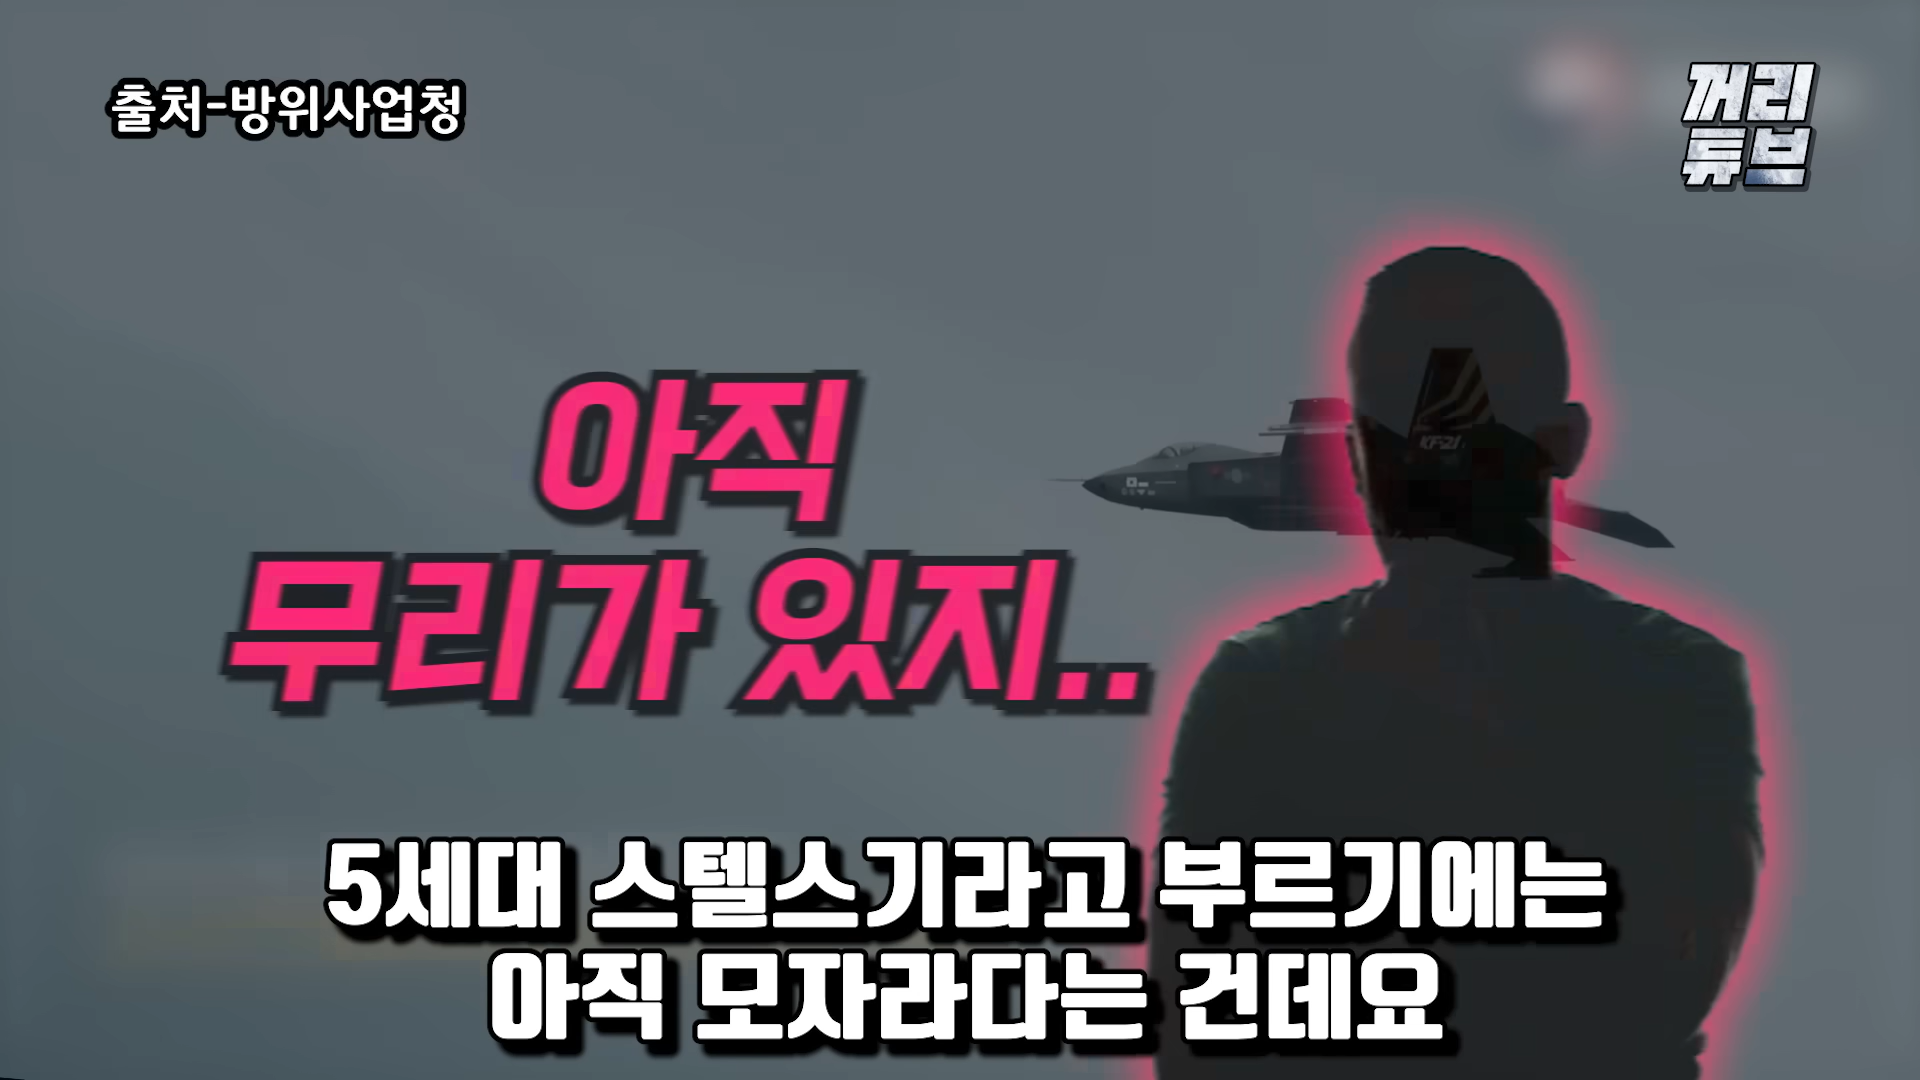 출처-방위사업청
꺼리
튜브
아직
무리가 있지..
KF-21
5세대 스텔스기라고 부르기에는
아직 모자라다는 건데요